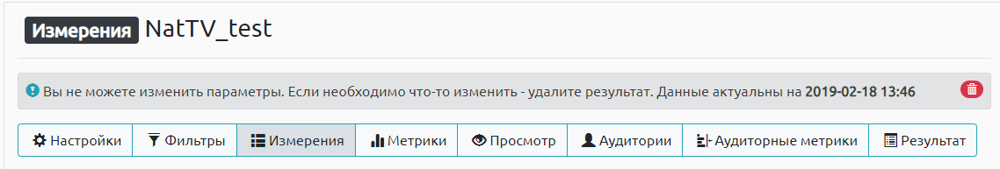 Измерения NatTV_test
Вы не можете изменить параметры. Если необходимо что-то изменить - удалите результат. Данные актуальны на 2019-02-18 13:46
Настройки Фильтры Измерения Метрики Просмотр Аудитории Аудиторные метрики Результат